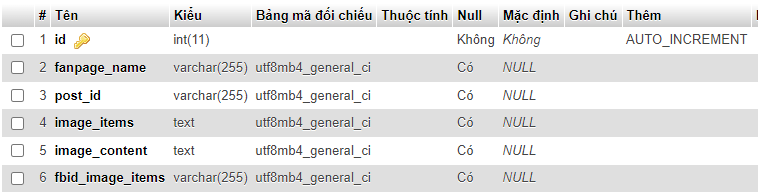 # Tên Kiểu Bảng mã đối chiếu Thuộc tính Null Mặc định Ghi chú Thêm
1 id int(11) Không Không AUTO_INCREMENT
2 fanpage_name varchar(255) utf8mb4_general_ci Có NULL
3 post_id varchar(255) utf8mb4_general_ci Có NULL
4 image_items text utf8mb4_general_ci Có NULL
5 image_content text utf8mb4_general_ci Có NULL
6 fbid_image_items varchar(255) utf8mb4_general_ci Có NULL